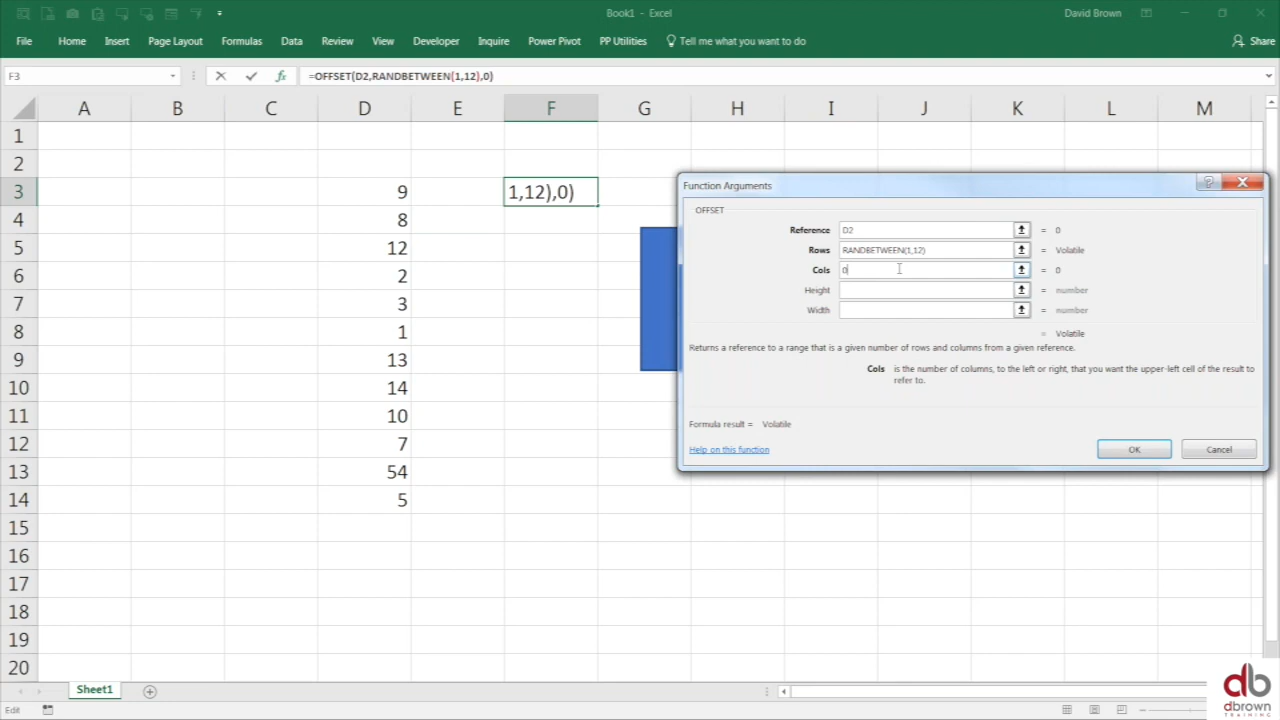 Book1 - Excel
David Brown
File Home Insert Page Layout Formulas Data Review View Developer Inquire Power Pivot PP Utilities Tell me what you want to do Share
F3 fx =OFFSET(D2,RANDBETWEEN(1,12),0)
A B C D E F G H I J K L M
1
2
3 9 1,12),0)
4 8
5 12
6 2
7 3
8 1
9 13
10 14
11 10
12 7
13 54
14 5
15
16
17
18
19
20
Function Arguments
OFFSET
Reference D2 = 0
Rows RANDBETWEEN(1,12) = Volatile
Cols 0 = 0
Height = number
Width = number
= Volatile
Returns a reference to a range that is a given number of rows and columns from a given reference.
Cols is the number of columns, to the left or right, that you want the upper-left cell of the result to
refer to.
Formula result = Volatile
Help on this function OK Cancel
Sheet1
Edit
db
dbrown
TRAINING